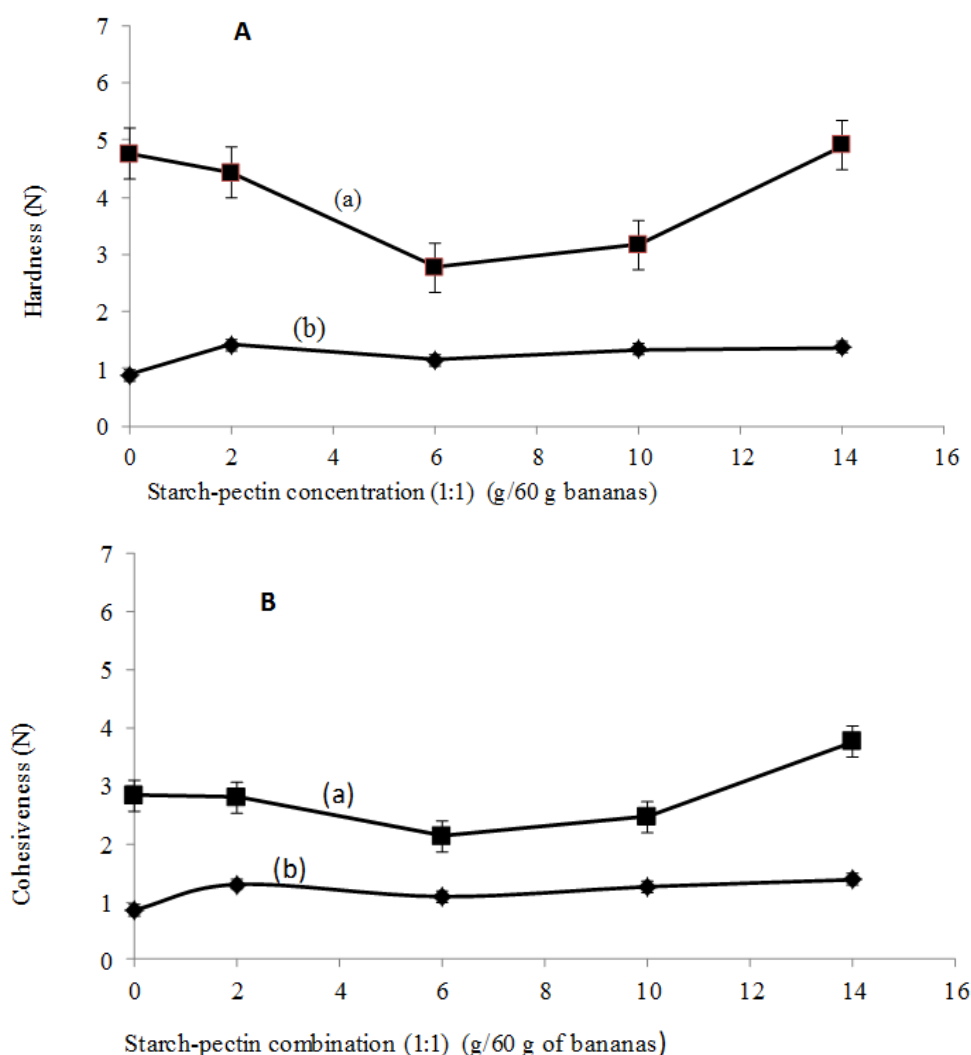 A
7
6
5
4
3
2
1
0
Hardness (N)
(a)
(b)
0 2 4 6 8 10 12 14 16
Starch-pectin concentration (1:1) (g/60 g bananas)
B
7
6
5
4
3
2
1
0
Cohesiveness (N)
(a)
(b)
0 2 4 6 8 10 12 14 16
Starch-pectin combination (1:1) (g/60 g of bananas)